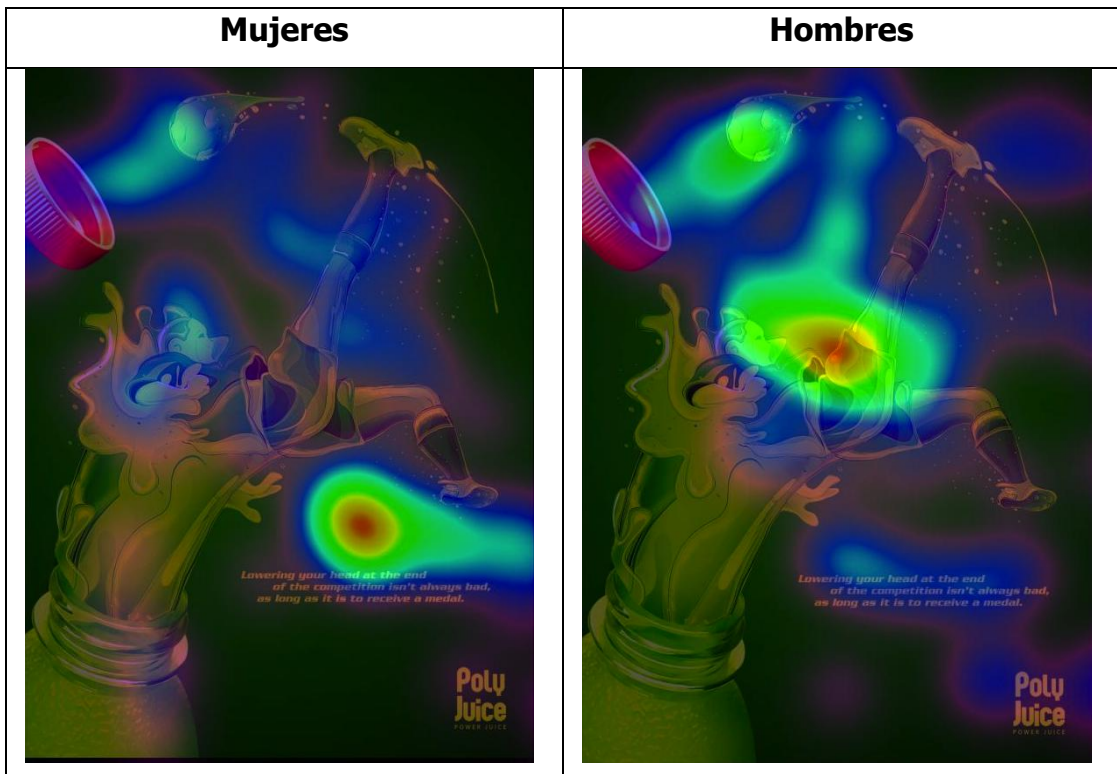 Mujeres
Hombres
Lowering your head at the end
of the competition isn't always bad,
as long as it is to receive a medal.
Poly
Juice
POWER JUICE
Lowering your head at the end
of the competition isn't always bad,
as long as it is to receive a medal.
Poly
Juice
POWER JUICE